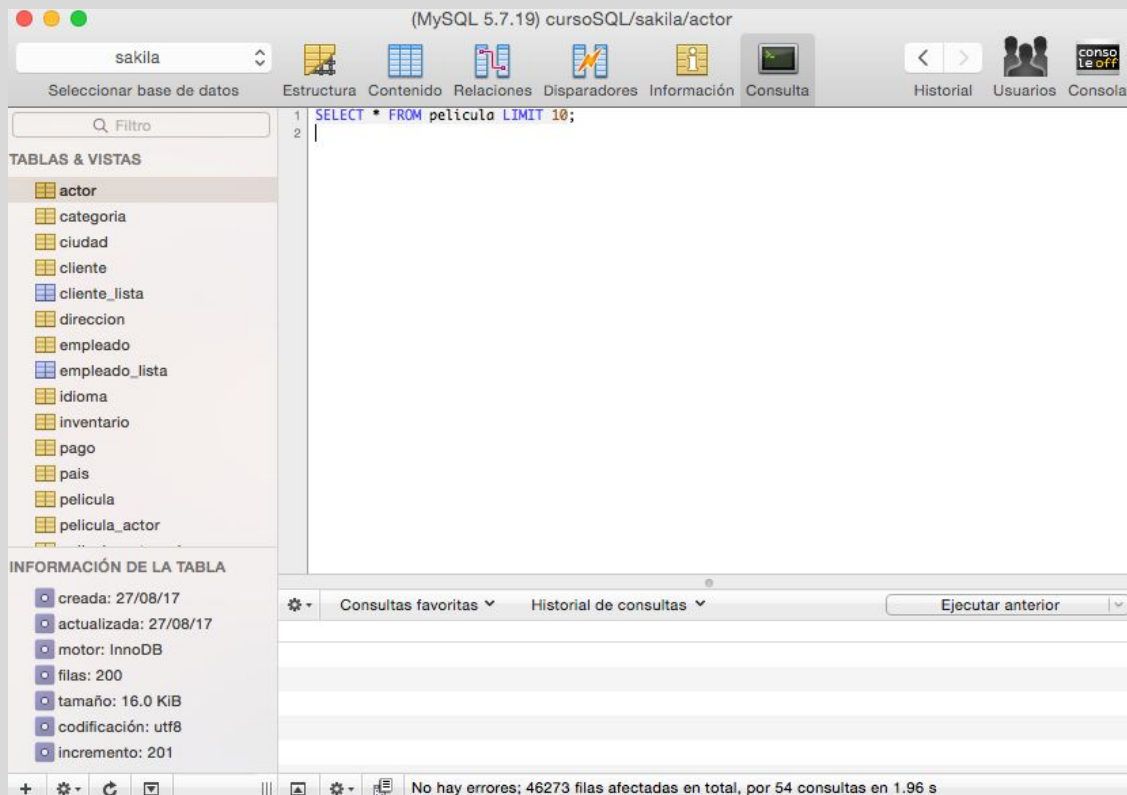 (MySQL 5.7.19) cursoSQL/sakila/actor
sakila
Seleccionar base de datos
Estructura Contenido Relaciones Disparadores Información Consulta
conso
le off
Historial Usuarios Consola
Filtro
1 SELECT * FROM pelicula LIMIT 10;
2
TABLAS & VISTAS
actor
categoria
ciudad
cliente
cliente_lista
direccion
empleado
empleado_lista
idioma
inventario
pago
pais
pelicula
pelicula_actor
INFORMACIÓN DE LA TABLA
creada: 27/08/17
actualizada: 27/08/17
motor: InnoDB
filas: 200
tamaño: 16.0 KiB
codificación: utf8
incremento: 201
Consultas favoritas Historial de consultas Ejecutar anterior
No hay errores; 46273 filas afectadas en total, por 54 consultas en 1.96 s